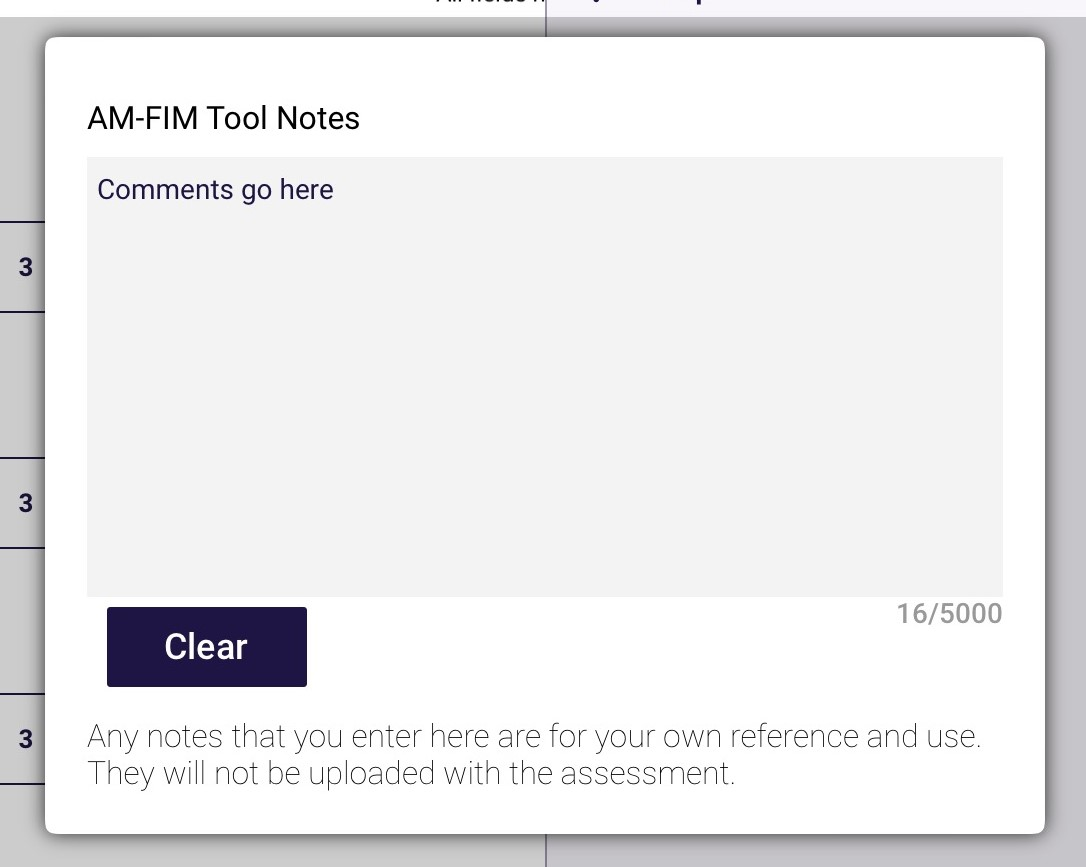 AM-FIM Tool Notes
Comments go here
3
3
3
16/5000
Clear
Any notes that you enter here are for your own reference and use.
They will not be uploaded with the assessment.